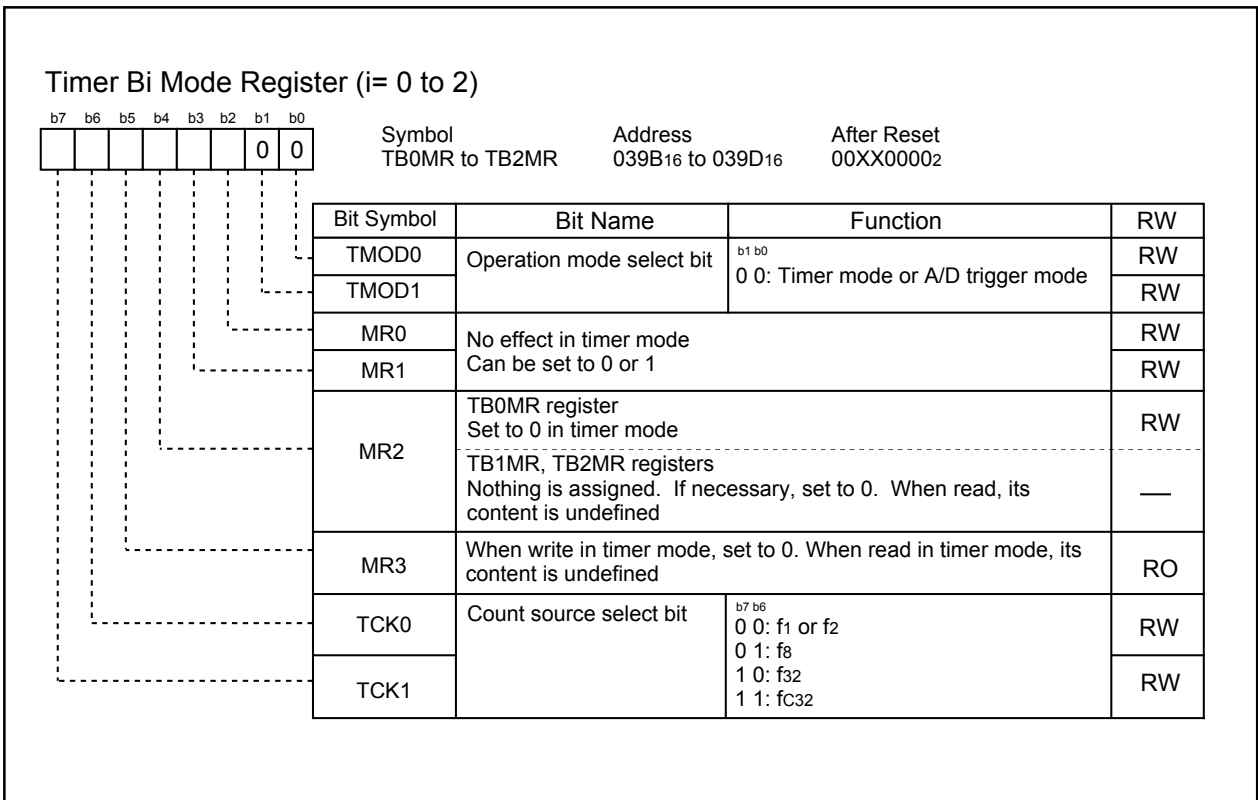 Timer Bi Mode Register (i= 0 to 2)
b7 b6 b5 b4 b3 b2 b1 b0
0 0
Symbol Address After Reset
TB0MR to TB2MR 039B16 to 039D16 00XX00002
Bit Symbol Bit Name Function RW
TMOD0 Operation mode select bit b1 b0 RW
0 0: Timer mode or A/D trigger mode
TMOD1 RW
MR0 No effect in timer mode RW
MR1 Can be set to 0 or 1 RW
TB0MR register
Set to 0 in timer mode RW
MR2
TB1MR, TB2MR registers
Nothing is assigned. If necessary, set to 0. When read, its —
content is undefined
MR3 When write in timer mode, set to 0. When read in timer mode, its RO
content is undefined
TCK0 Count source select bit b7 b6 RW
0 0: f1 or f2
0 1: f8
TCK1 1 0: f32 RW
1 1: fC32